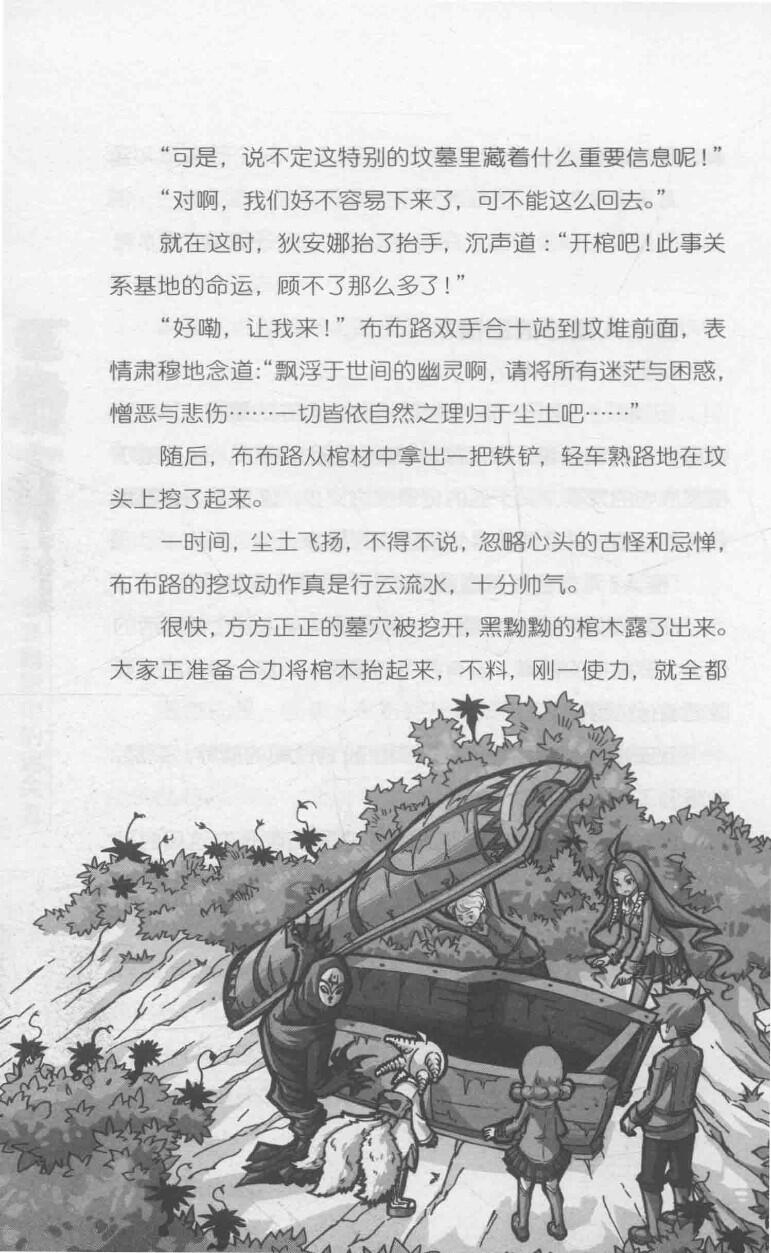 “可是，说不定这特别的坟墓里藏着什么重要信息呢！”
“对啊，我们好不容易下来了，可不能这么回去。”
就在这时，狄安娜抬了抬手，沉声道：“开棺吧！此事关
系基地的命运，顾不了那么多了！”
“好嘞，让我来！”布布路双手合十站到坟堆前面，表
情肃穆地念道：“飘浮于世间的幽灵啊，请将所有迷茫与困惑，
憎恶与悲伤………一切皆依自然之理归于尘土吧……”
随后，布布路从棺材中拿出一把铁铲，轻车熟路地在坟
头上挖了起来。
一时间，尘土飞扬，不得不说，忽略心头的古怪和忌惮，
布布路的挖坟动作真是行云流水，十分帅气。
很快，方方正正的墓穴被挖开，黑黝黝的棺木露了出来。
大家正准备合力将棺木抬起来，不料，刚一使力，就全都